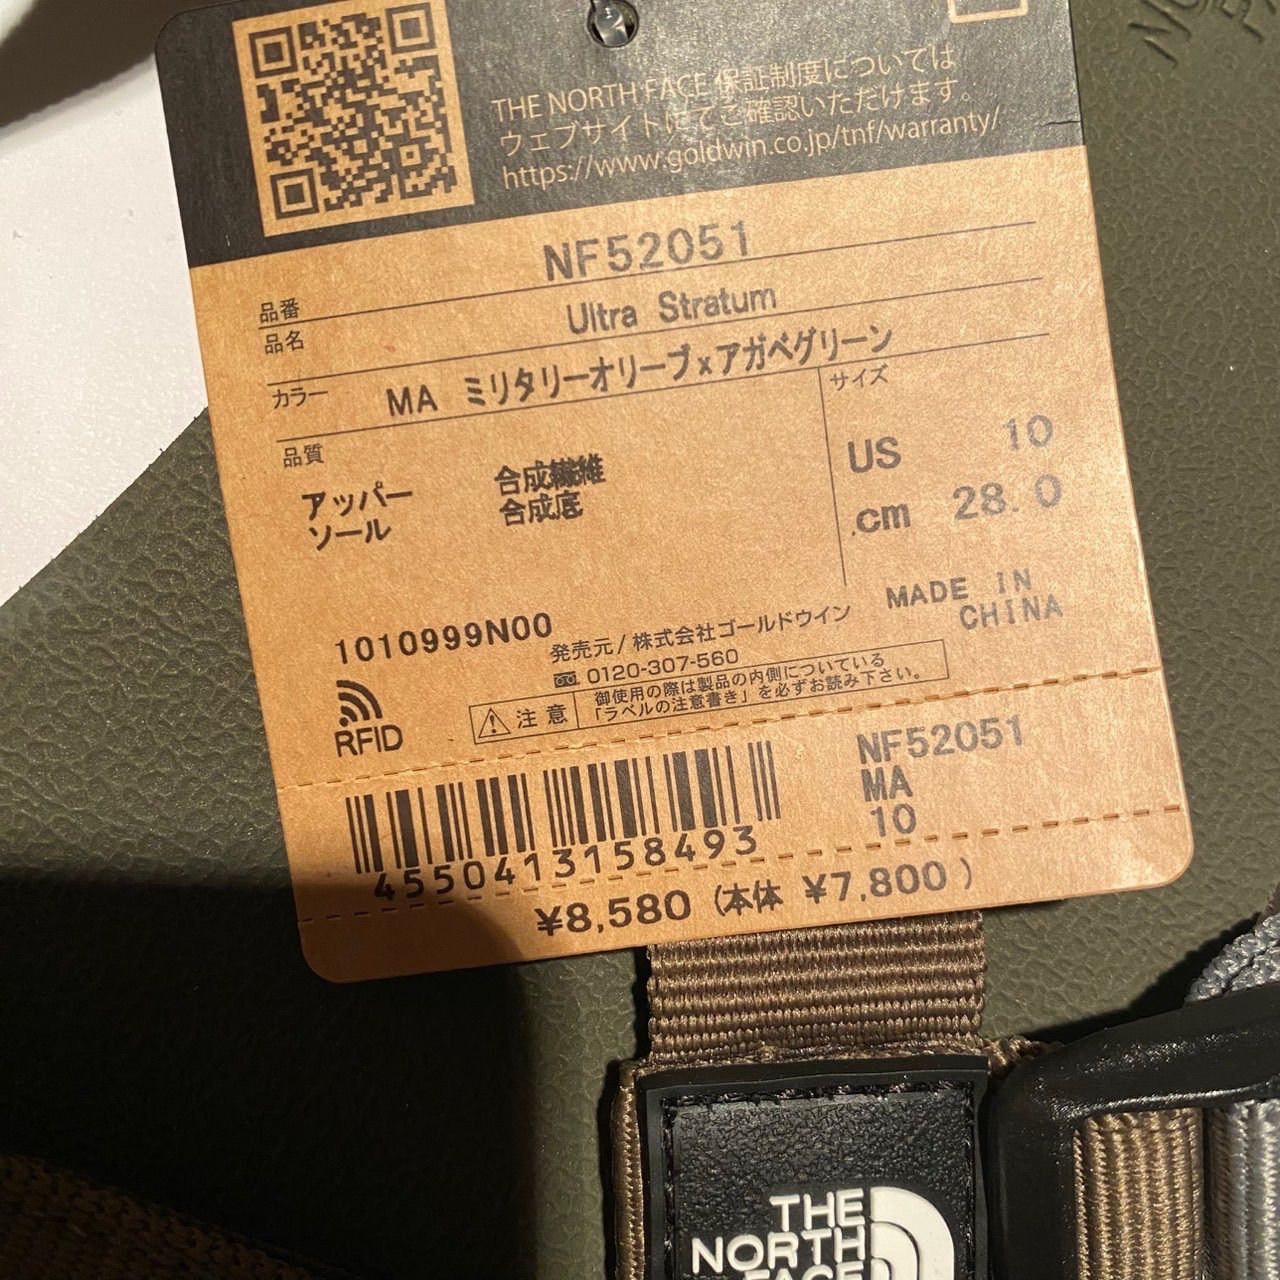 THE NORTH FACE 保証制度については
ウェブサイトにてご確認いただけます。
https://www.goldwin.co.jp/tnf/warranty/
品番 NF52051
品名 Ultra Stratum
カラー MA ミリタリーオリーブxアガベグリーン
品質
サイズ
アッパー 合成繊維
ソール 合成底
US 10
cm 28.0
MADE IN
CHINA
1010999N00
発売元/株式会社ゴールドウイン
0120-307-560
RFID
注意
御使用の際は製品の内側についている
「ラベルの注意書き」を必ずお読み下さい。
4550413158493
NF52051
MA
10
¥8,580 (本体 ¥7,800)
THE
NORTH
FACE